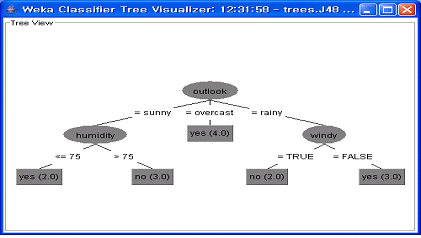 Weka Classifier Tree Visualizer: 12:31:58 - trees.J48 ...
Tree View
outlook
= sunny = overcast = rainy
humidity yes (4.0) windy
<= 75 > 75 = TRUE = FALSE
yes (2.0) no (3.0) no (2.0) yes (3.0)